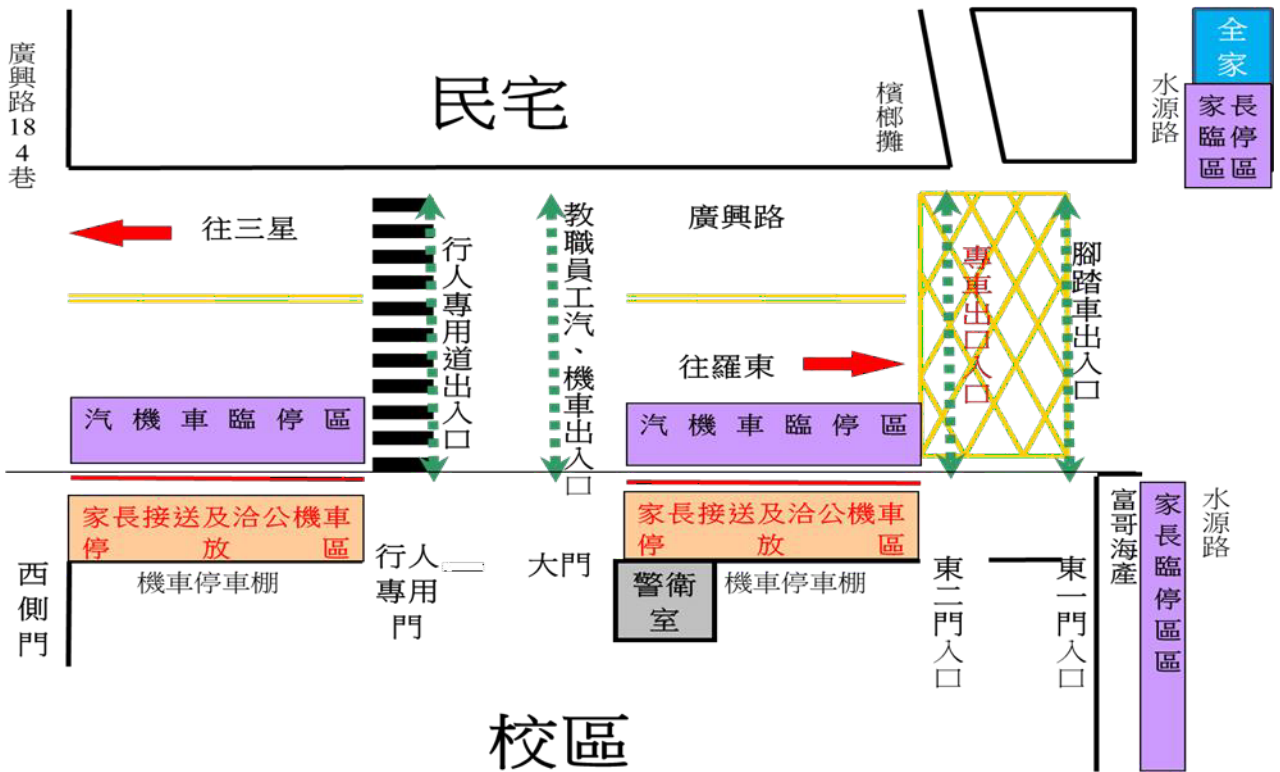 廣興路184巷
民宅
檳榔攤
水源路
全家
家長臨停區區
往三星
行人專用道出入口
教職員工汽、機車出入口
廣興路
專車出口入口
腳踏車出入口
往羅東
汽機車臨停區
汽機車臨停區
家長接送及洽公機車
停放區
家長接送及洽公機車
停放區
西側門
機車停車棚
行人
專用
門
大門
警衛
室
機車停車棚
東二門入口
東一門入口
富哥海產
家長臨停區區
水源路
校區